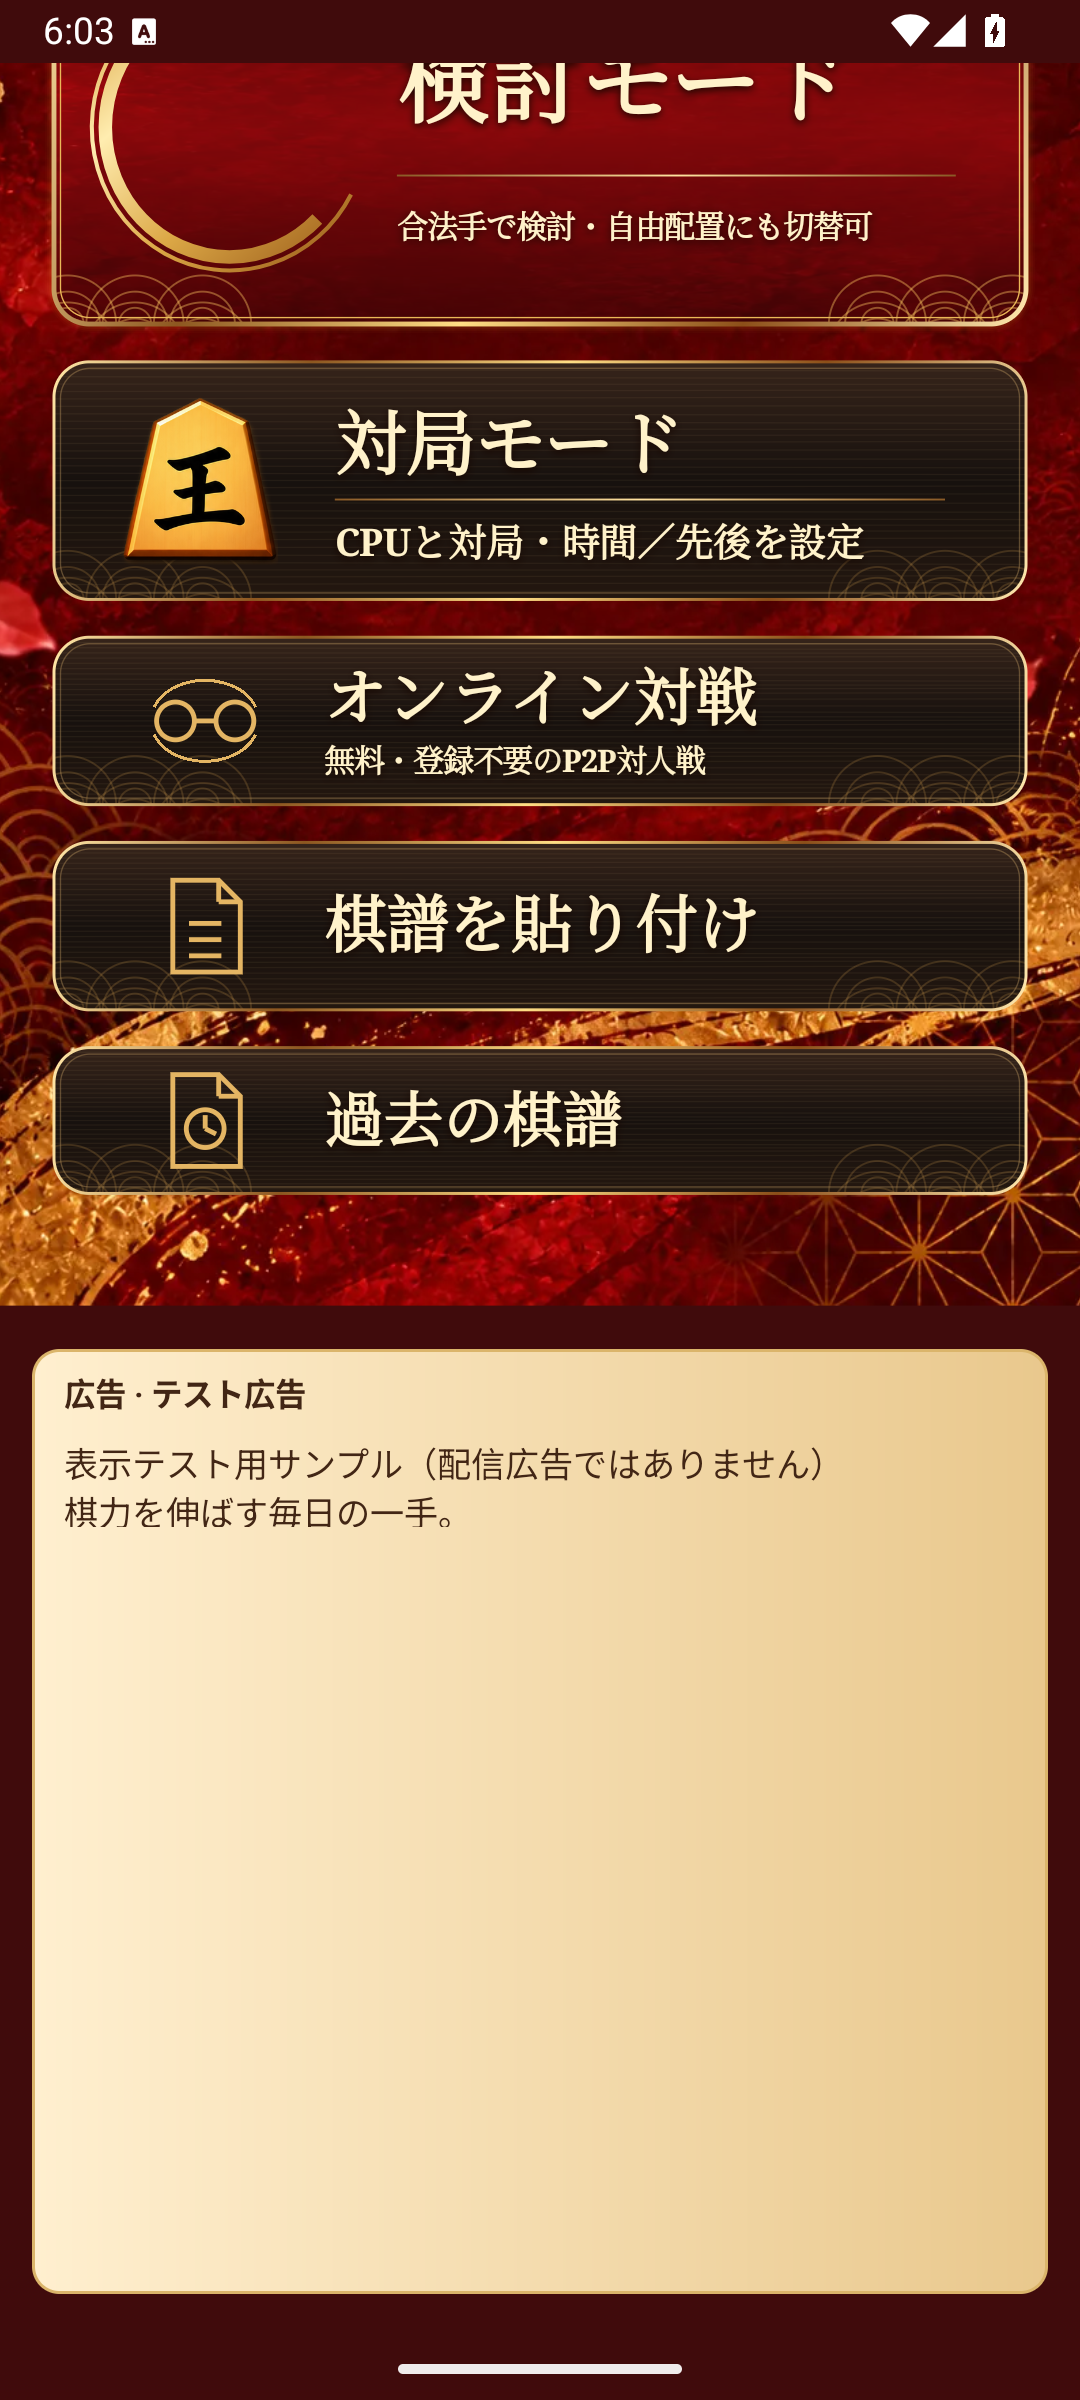 6:03
検討モード
合法手で検討・自由配置にも切替可
王
対局モード
CPUと対局・時間／先後を設定
オンライン対戦
無料・登録不要のP2P対人戦
棋譜を貼り付け
過去の棋譜
広告 · テスト広告
表示テスト用サンプル（配信広告ではありません）
棋力を伸ばす毎日の一手。